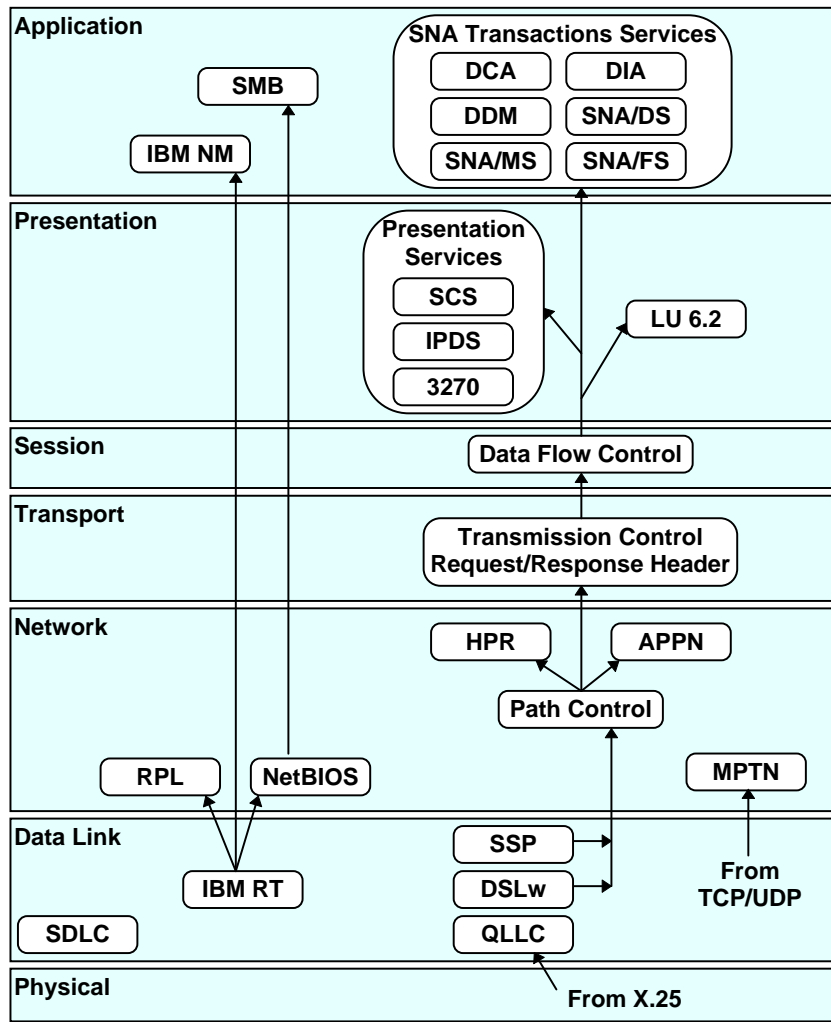 Application
SNA Transactions Services
DCA
DIA
SMB
DDM
SNA/DS
IBM NM
SNA/MS
SNA/FS
Presentation
Presentation
Services
SCS
LU 6.2
IPDS
3270
Session
Data Flow Control
Transport
Transmission Control
Request/Response Header
Network
HPR
APPN
Path Control
RPL
NetBIOS
MPTN
Data Link
SSP
From
TCP/UDP
IBM RT
DSLw
SDLC
QLLC
Physical
From X.25